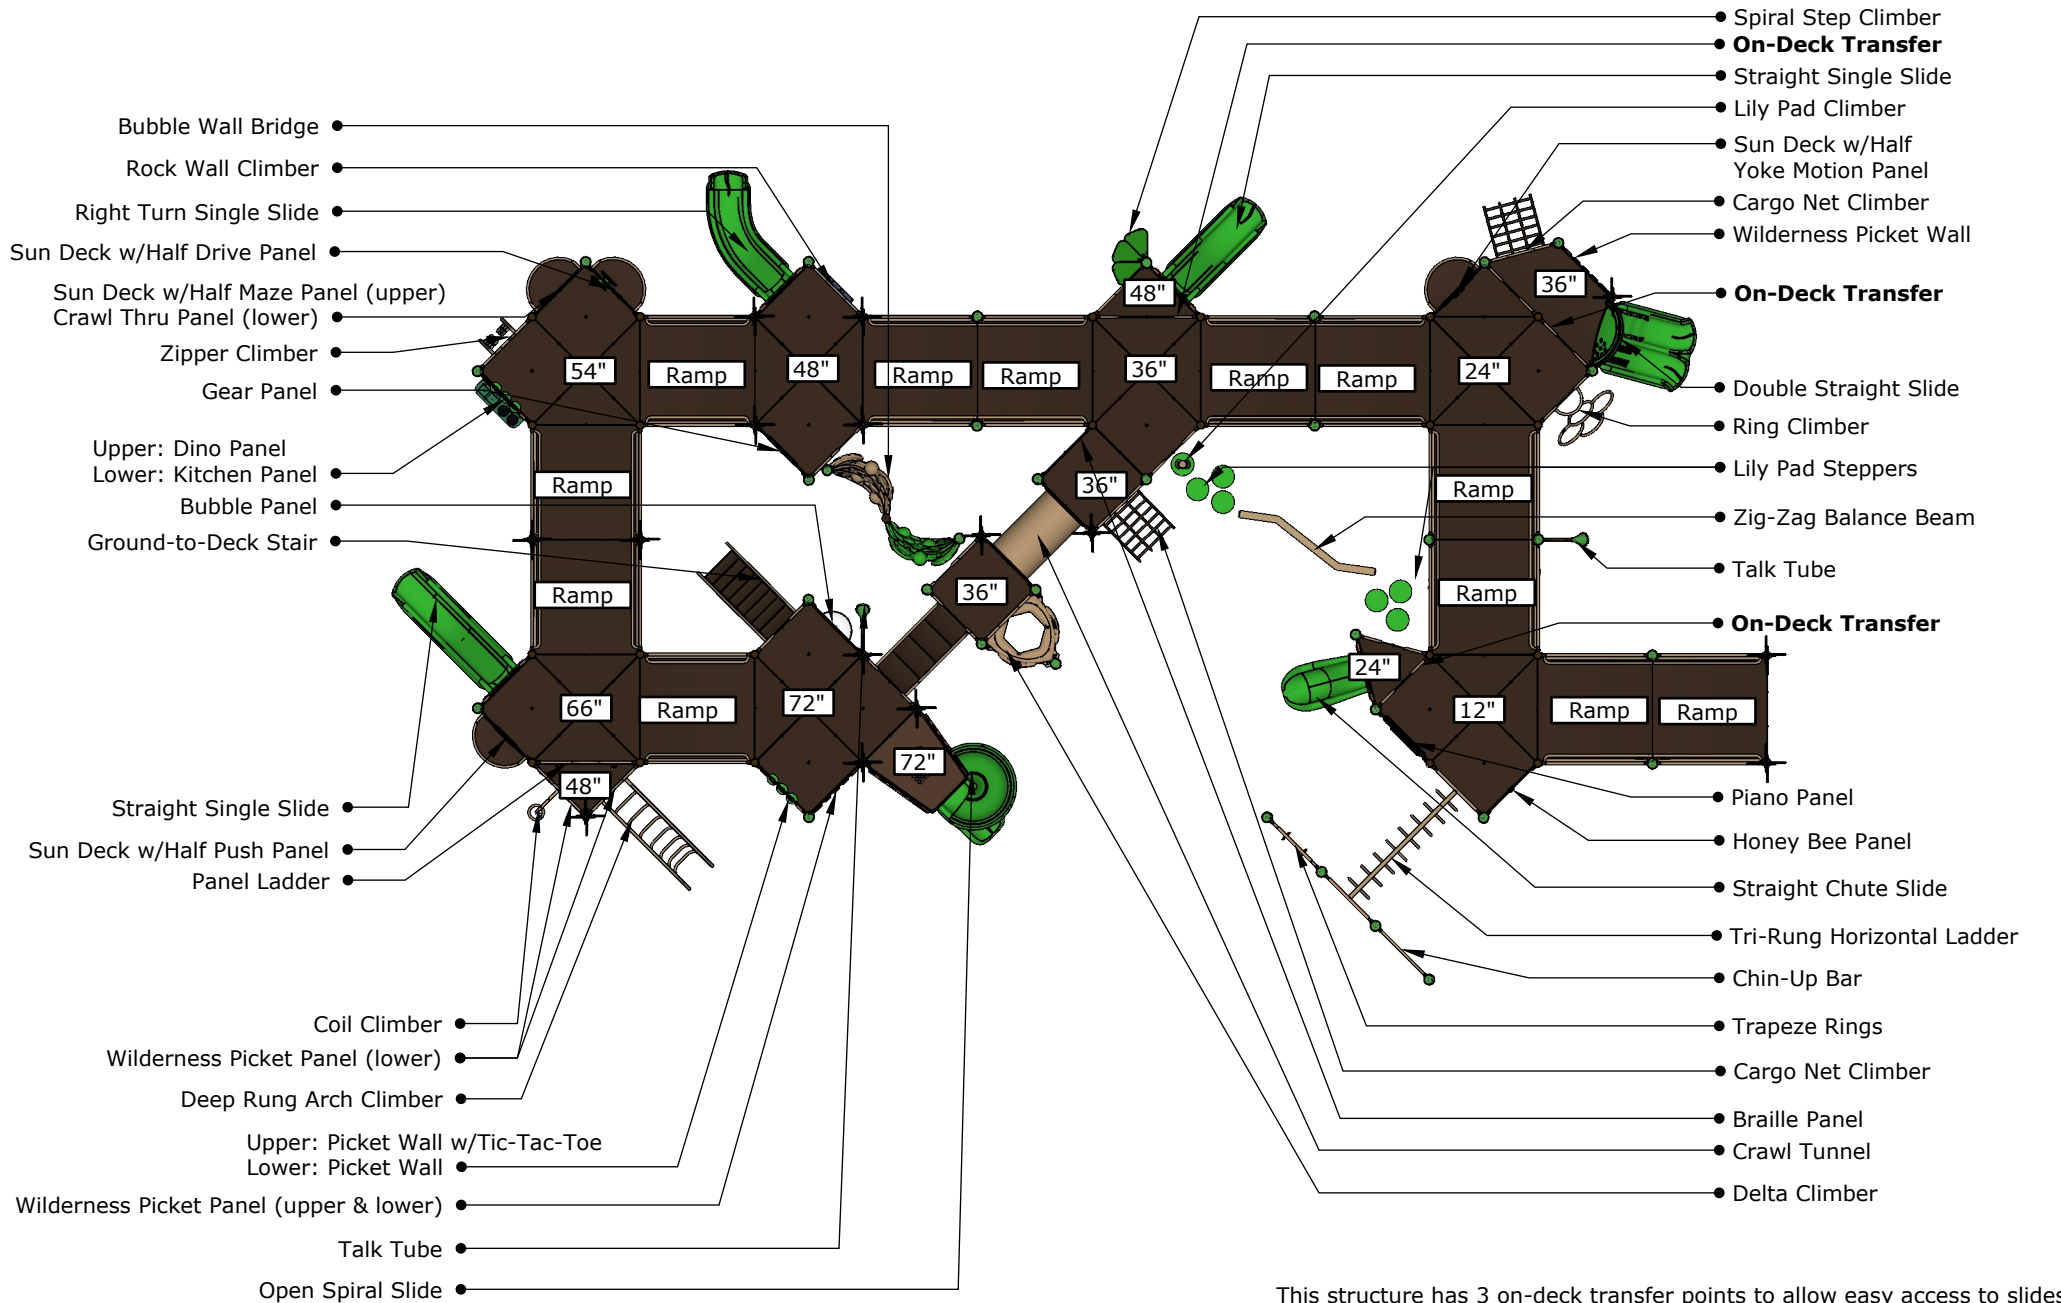 Bubble Wall Bridge
Rock Wall Climber
Right Turn Single Slide
Sun Deck w/Half Drive Panel
Sun Deck w/Half Maze Panel (upper)
Crawl Thru Panel (lower)
Zipper Climber
Gear Panel
Upper: Dino Panel
Lower: Kitchen Panel
Bubble Panel
Ground-to-Deck Stair
Straight Single Slide
Sun Deck w/Half Push Panel
Panel Ladder
Coil Climber
Wilderness Picket Panel (lower)
Deep Rung Arch Climber
Upper: Picket Wall w/Tic-Tac-Toe
Lower: Picket Wall
Wilderness Picket Panel (upper & lower)
Talk Tube
Open Spiral Slide
54"
Ramp
48"
Ramp
Ramp
48"
36"
Ramp
Ramp
24"
36"
Ramp
Ramp
36"
36"
Ramp
Ramp
66"
Ramp
72"
72"
48"
24"
12"
Ramp
Ramp
Spiral Step Climber
On-Deck Transfer
Straight Single Slide
Lily Pad Climber
Sun Deck w/Half
Yoke Motion Panel
Cargo Net Climber
Wilderness Picket Wall
On-Deck Transfer
Double Straight Slide
Ring Climber
Lily Pad Steppers
Zig-Zag Balance Beam
Talk Tube
On-Deck Transfer
Piano Panel
Honey Bee Panel
Straight Chute Slide
Tri-Rung Horizontal Ladder
Chin-Up Bar
Trapeze Rings
Cargo Net Climber
Braille Panel
Crawl Tunnel
Delta Climber
This structure has 3 on-deck transfer points to allow easy access to slides